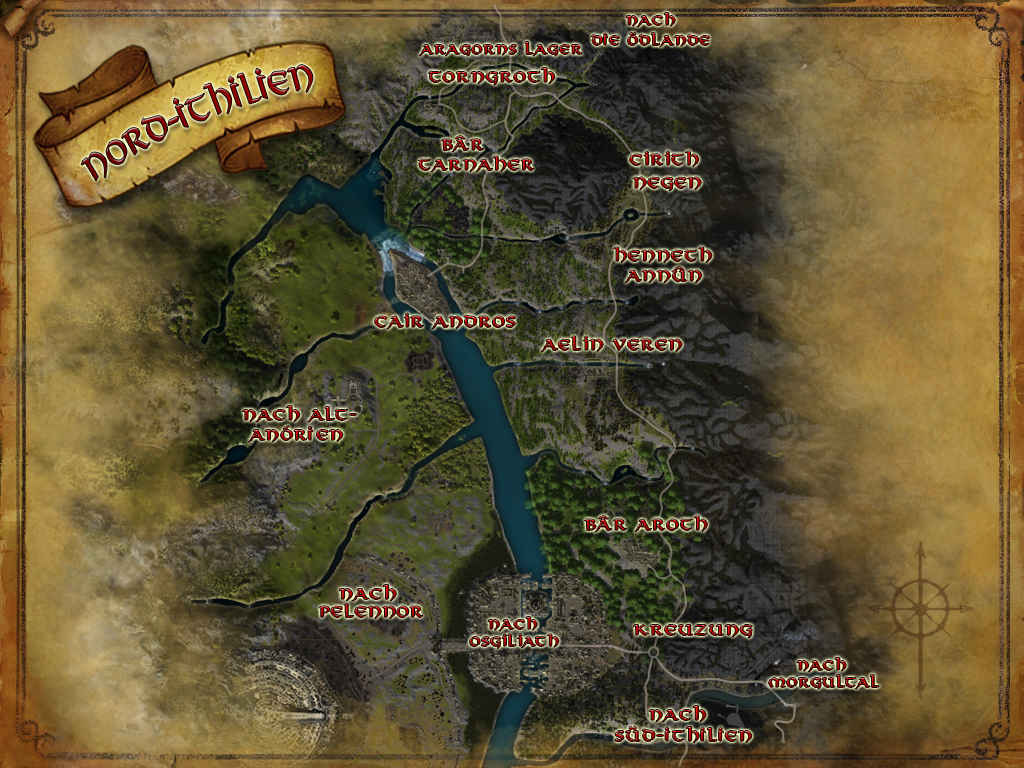 NORD-ITHILIEN
NACH
DIE ÖDLANDE
ARAGORNS LAGER
TORNGROTH
BÂR
TARNAHER
CIRITH
NEGEN
HENNETH
ANNÛN
CAIR ANDROS
AELIN VEREN
NACH ALT-
ANÓRIEN
BÂR AROTH
NACH
PELENNOR
NACH
OSGILIATH
KREUZUNG
NACH
MORGULTAL
NACH
SÜD-ITHILIEN